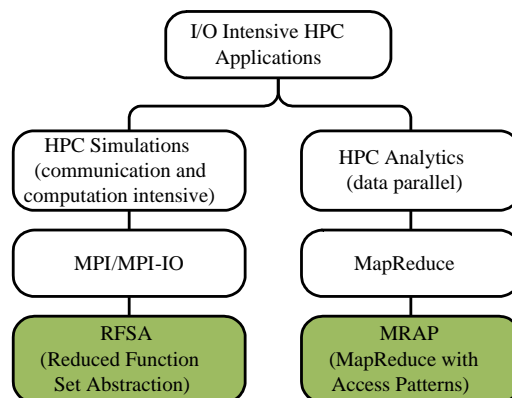 I/O Intensive HPC
Applications
HPC Simulations
(communication and
computation intensive)
HPC Analytics
(data parallel)
MPI/MPI-IO
MapReduce
RFSA
(Reduced Function
Set Abstraction)
MRAP
(MapReduce with
Access Patterns)